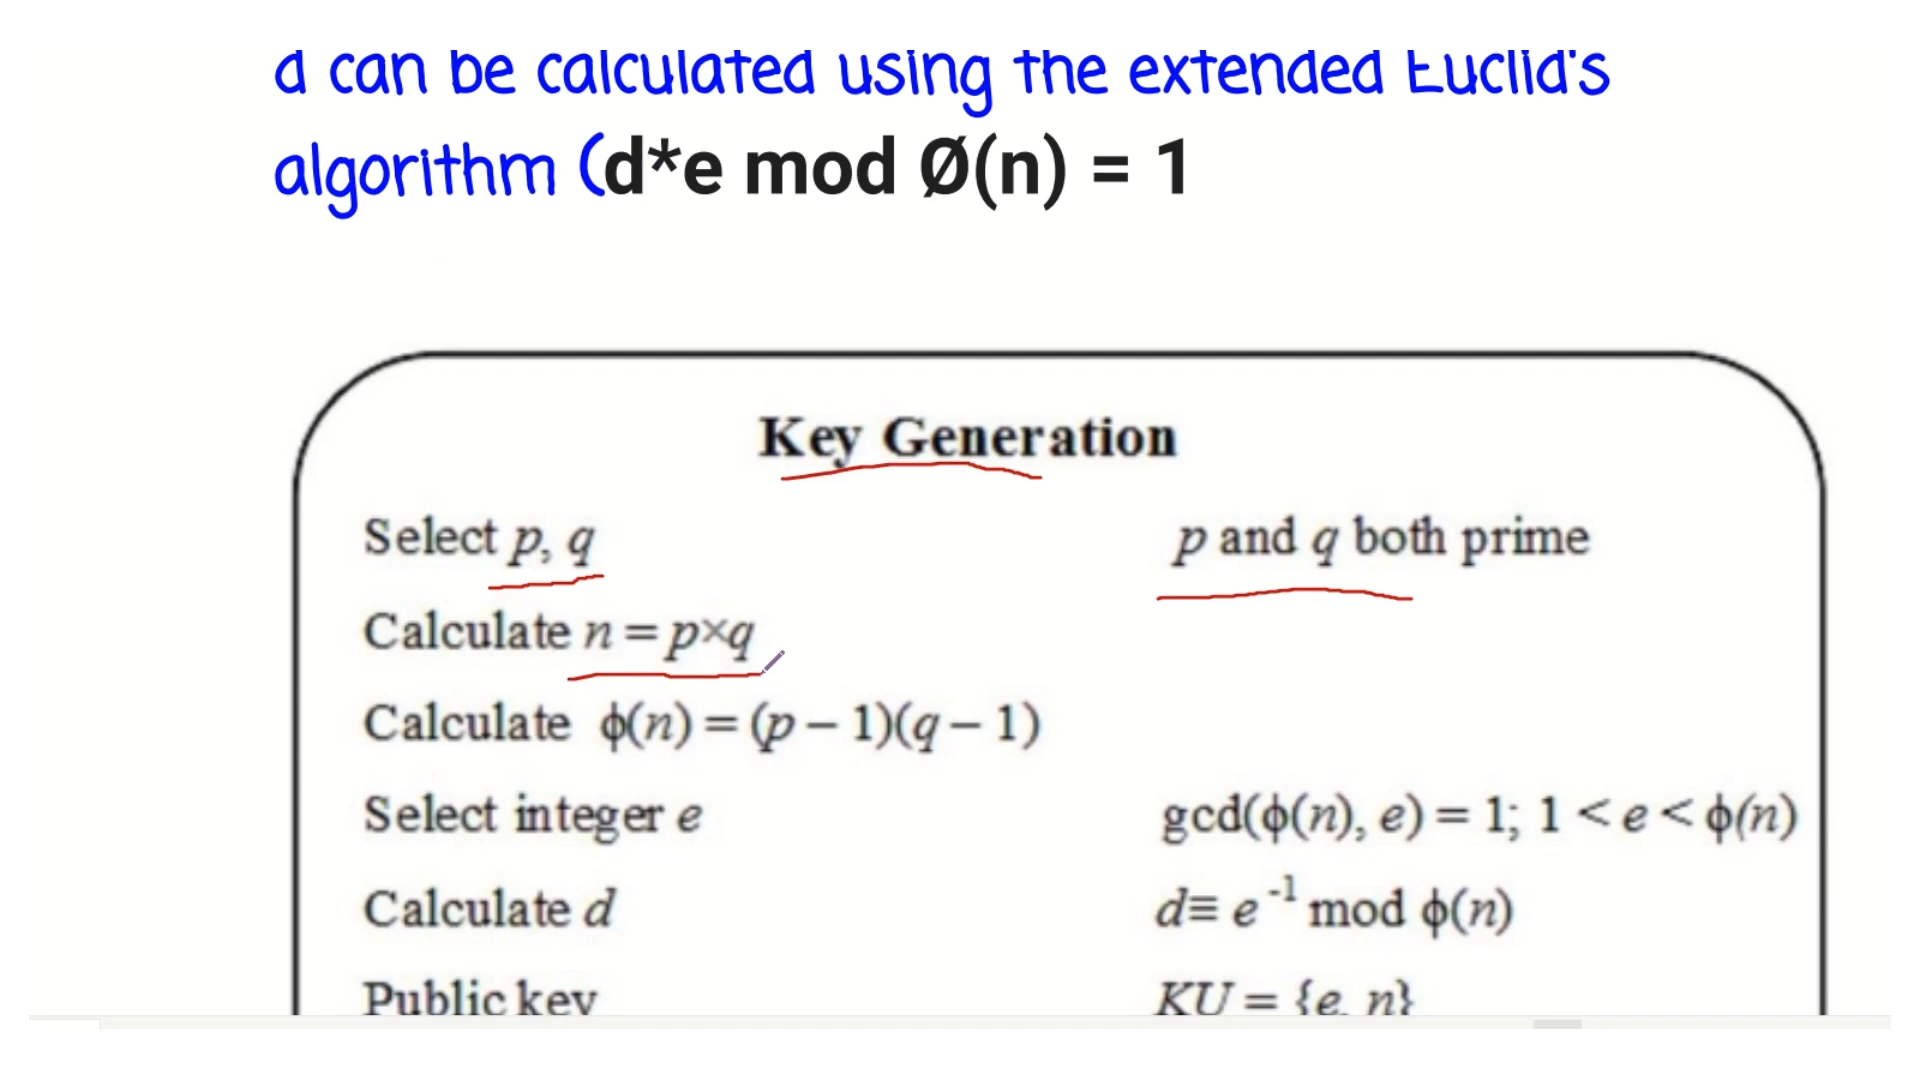 d can be calculated using the extended Euclid's
algorithm (d*e mod Ø(n) = 1
Key Generation
Select p, q p and q both prime
Calculate n = p×q
Calculate ϕ(n) = (p – 1)(q – 1)
Select integer e gcd(ϕ(n), e) = 1; 1 < e < ϕ(n)
Calculate d d≡ e⁻¹ mod ϕ(n)
Public key KU = {e, n}